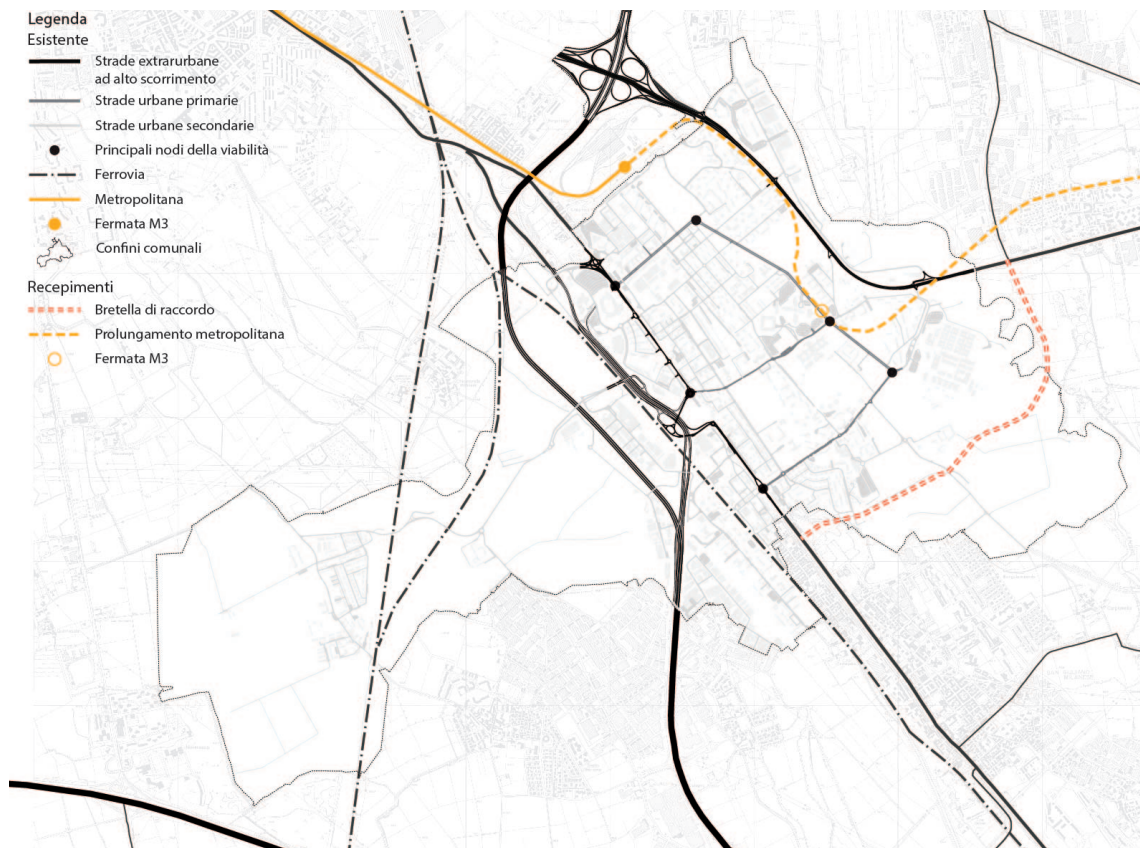 Legenda
Esistente
Strade extraurbane
ad alto scorrimento
Strade urbane primarie
Strade urbane secondarie
Principali nodi della viabilità
Ferrovia
Metropolitana
Fermata M3
Confini comunali
Recepimenti
Bretella di raccordo
Prolungamento metropolitana
Fermata M3